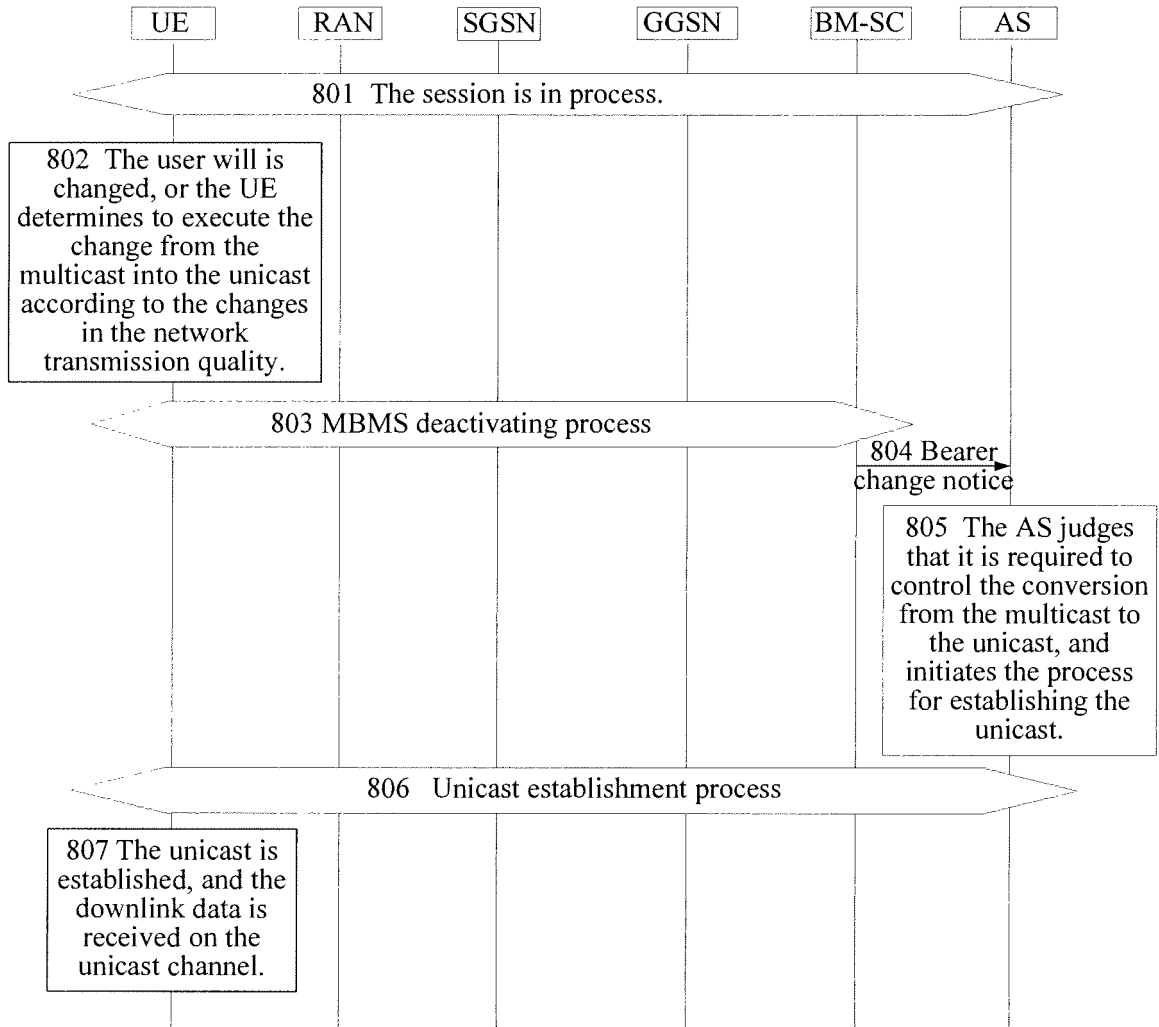 UE RAN SGSN GGSN BM-SC AS
801 The session is in process.
802 The user will is
changed, or the UE
determines to execute the
change from the
multicast into the unicast
according to the changes
in the network
transmission quality.
803 MBMS deactivating process
804 Bearer
change notice
805 The AS judges
that it is required to
control the conversion
from the multicast to
the unicast, and
initiates the process
for establishing the
unicast.
806 Unicast establishment process
807 The unicast is
established, and the
downlink data is
received on the
unicast channel.